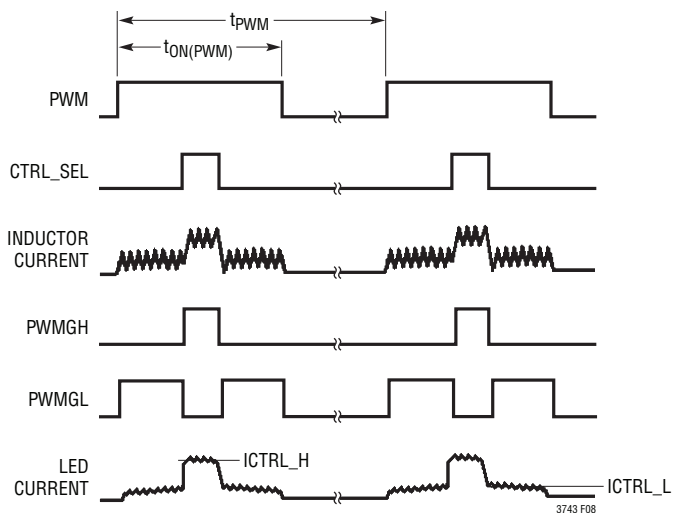 tPWM
tON(PWM)
PWM
CTRL_SEL
INDUCTOR
CURRENT
PWMGH
PWMGL
LED
CURRENT
ICTRL_H
ICTRL_L
3743 F08